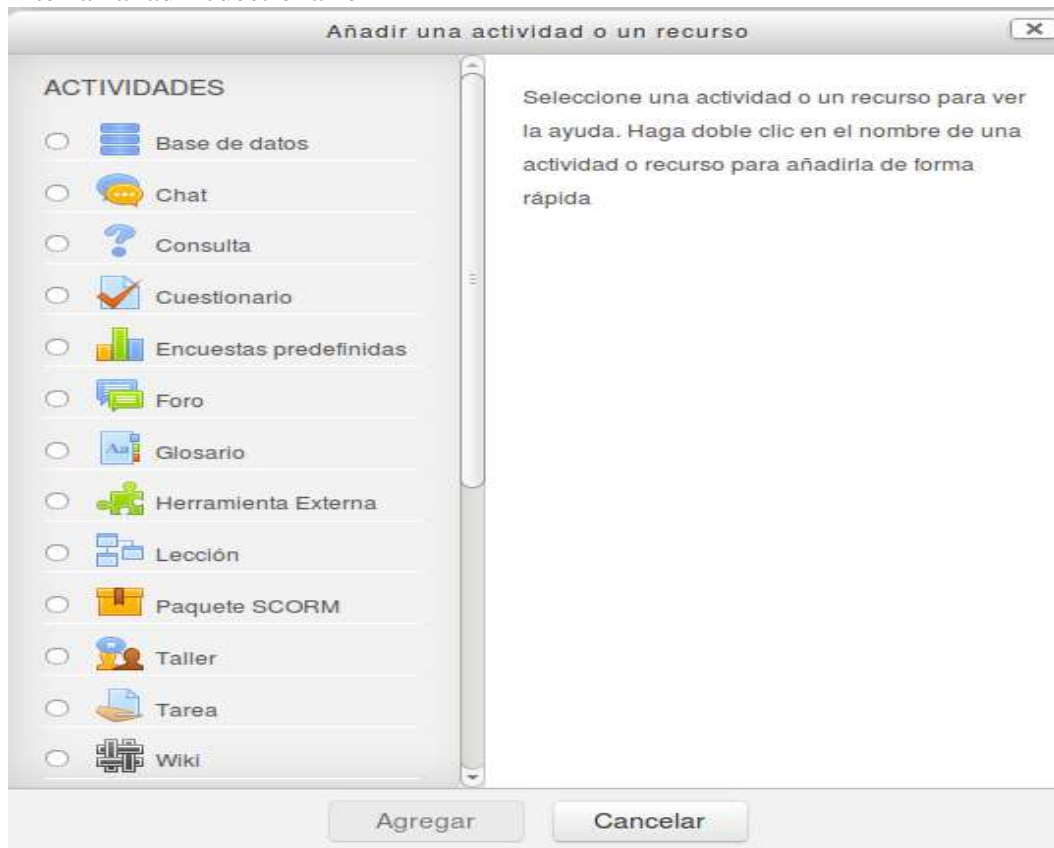 Añadir una actividad o un recurso
ACTIVIDADES
Base de datos
Chat
Consulta
Cuestionario
Encuestas predefinidas
Foro
Aa
Glosario
Herramienta Externa
Lección
Paquete SCORM
Taller
Tarea
Wiki
Seleccione una actividad o un recurso para ver
la ayuda. Haga doble clic en el nombre de una
actividad o recurso para añadirla de forma
rápida
Agregar
Cancelar